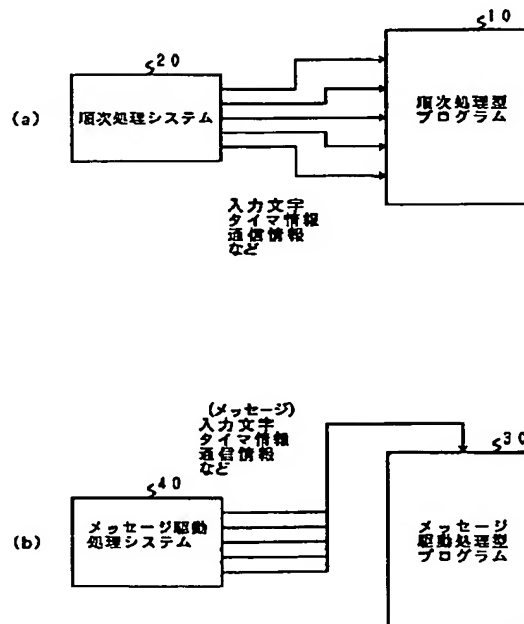 20
10
(a)
順次処理システム
順次処理型
プログラム
入力文字
タイマ情報
通信情報
など
(メッセージ)
入力文字
タイマ情報
通信情報
など
40
30
(b)
メッセージ駆動
処理システム
メッセージ
駆動処理型
プログラム